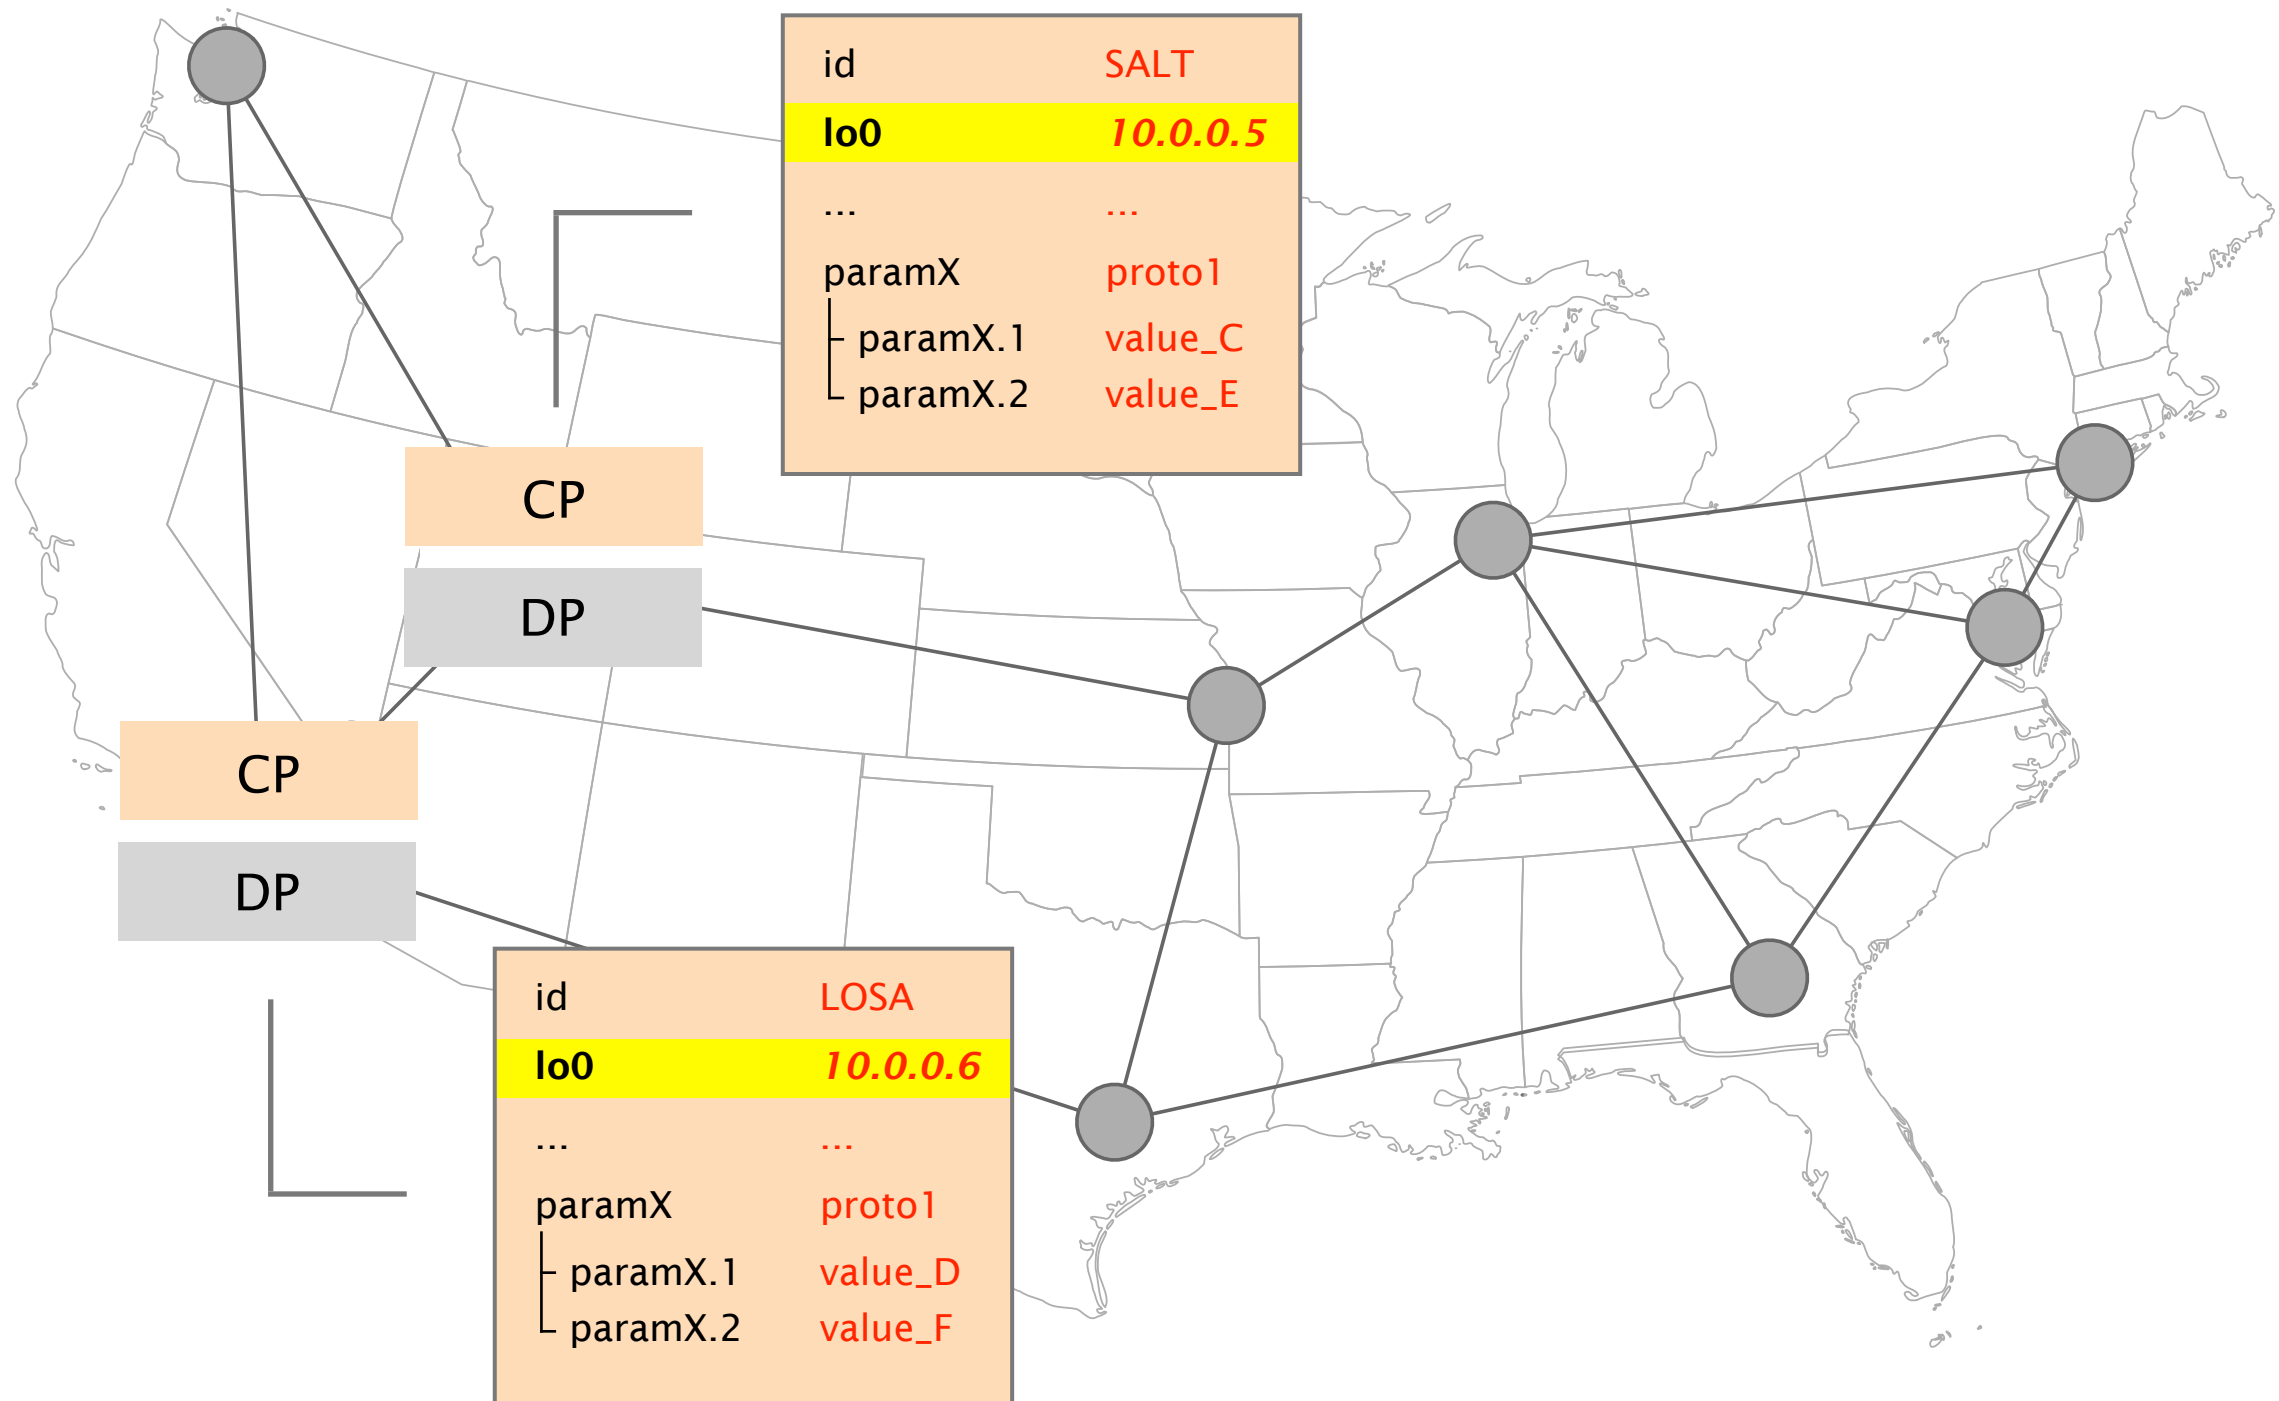 id SALT
lo0 10.0.0.5
... ...
paramX proto1
paramX.1 value_C
paramX.2 value_E
CP
DP
CP
DP
id LOSA
lo0 10.0.0.6
... ...
paramX proto1
paramX.1 value_D
paramX.2 value_F